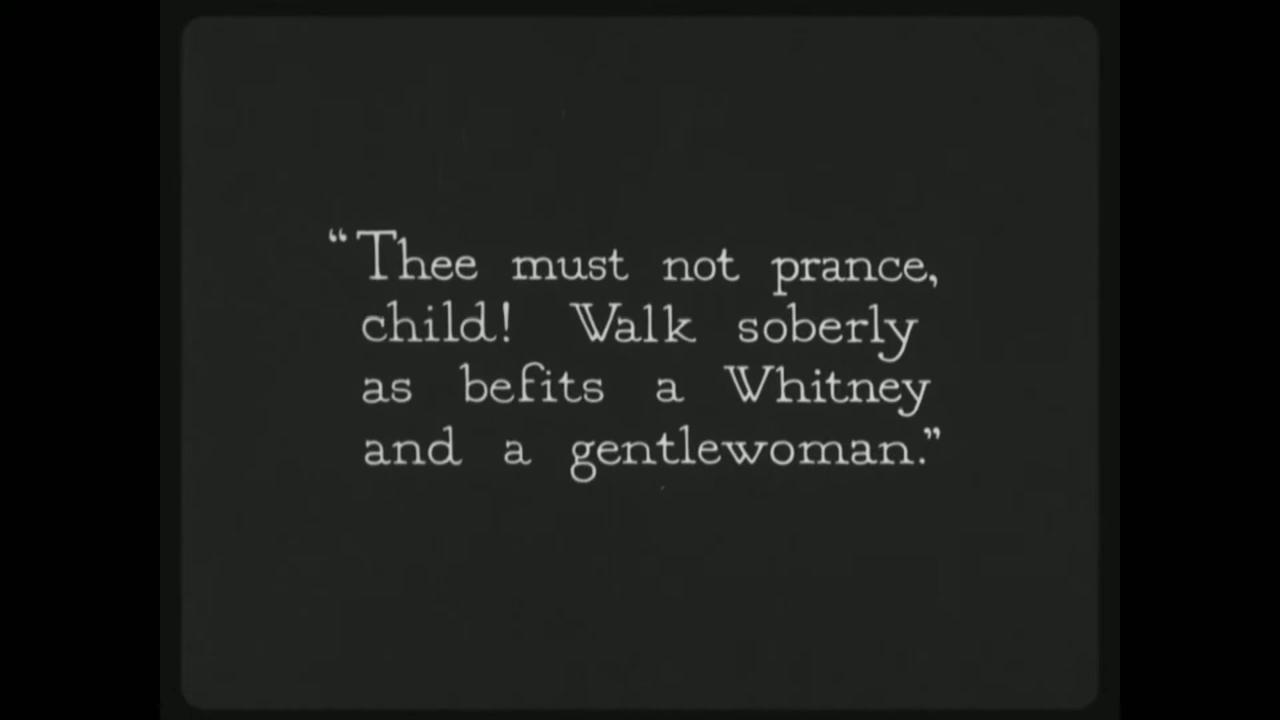 “Thee must not prance,
child! Walk soberly
as befits a Whitney
and a gentlewoman.”